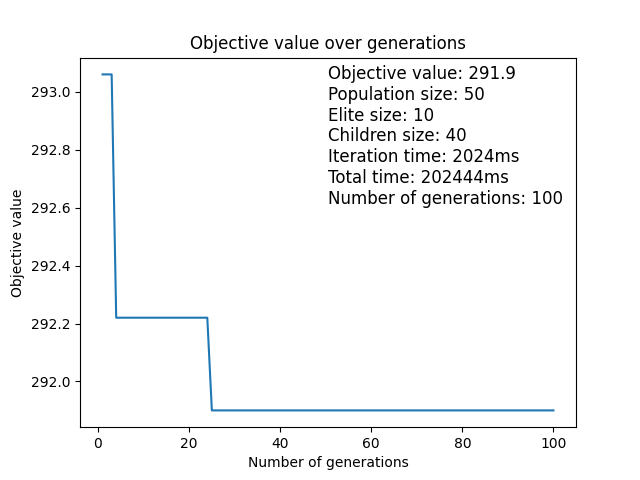 Objective value over generations
Objective value: 291.9
Population size: 50
Elite size: 10
Children size: 40
Iteration time: 2024ms
Total time: 202444ms
Number of generations: 100
Objective value
293.0
292.8
292.6
292.4
292.2
292.0
0 20 40 60 80 100
Number of generations